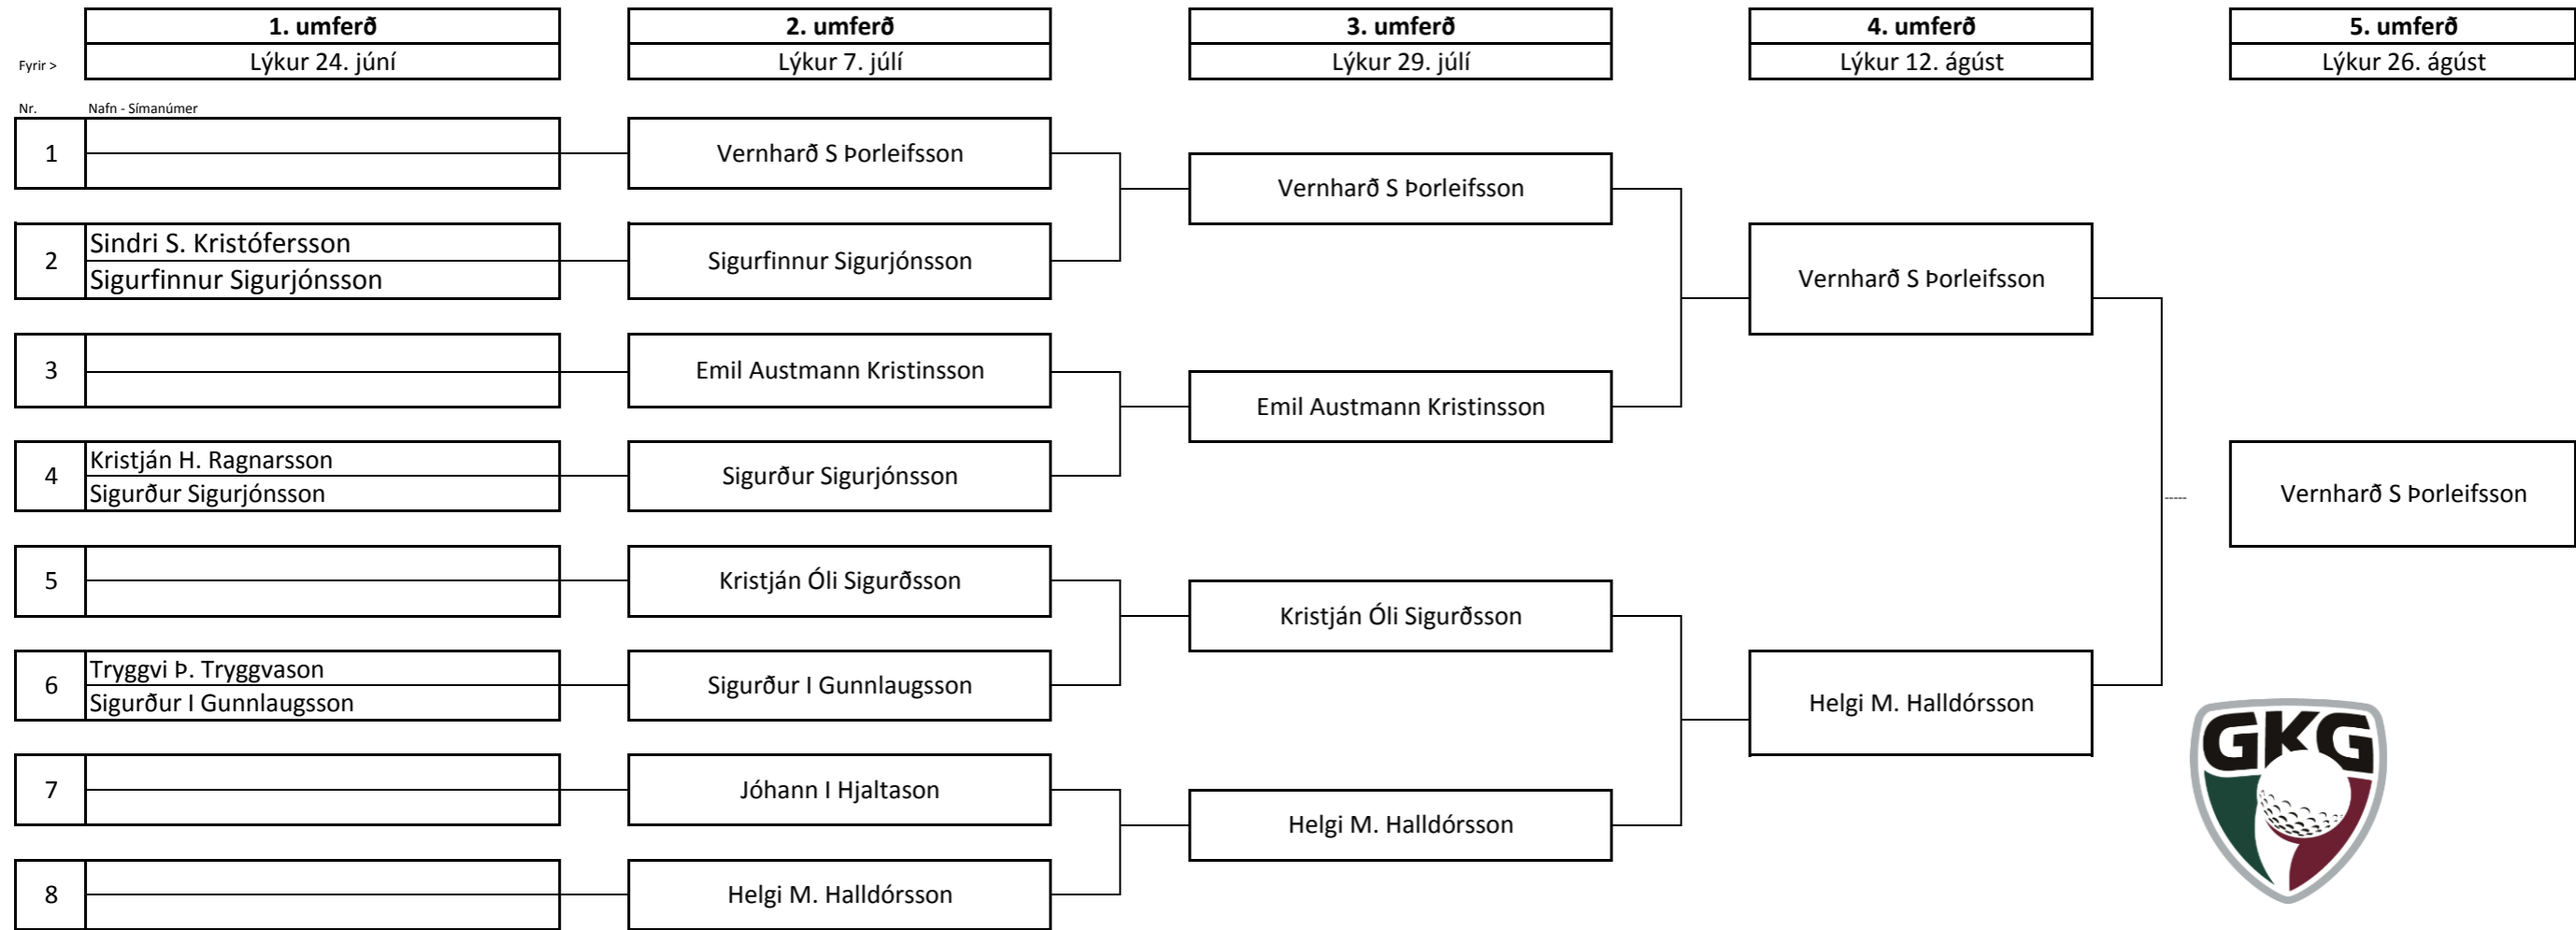 1. umferð
Lýkur 24. júní
2. umferð
Lýkur 7. júlí
3. umferð
Lýkur 29. júlí
4. umferð
Lýkur 12. ágúst
5. umferð
Lýkur 26. ágúst
Fyrir >
Nr.
Nafn - Símanúmer
1
2
Sindri S. Kristófersson
Sigurfinnur Sigurjónsson
3
4
Kristján H. Ragnarsson
Sigurður Sigurjónsson
5
6
Tryggvi Þ. Tryggvason
Sigurður I Gunnlaugsson
7
8
Vernharð S Þorleifsson
Sigurfinnur Sigurjónsson
Emil Austmann Kristinsson
Sigurður Sigurjónsson
Kristján Óli Sigurðsson
Sigurður I Gunnlaugsson
Jóhann I Hjaltason
Helgi M. Halldórsson
Vernharð S Þorleifsson
Emil Austmann Kristinsson
Kristján Óli Sigurðsson
Helgi M. Halldórsson
Vernharð S Þorleifsson
Helgi M. Halldórsson
Vernharð S Þorleifsson
GKG